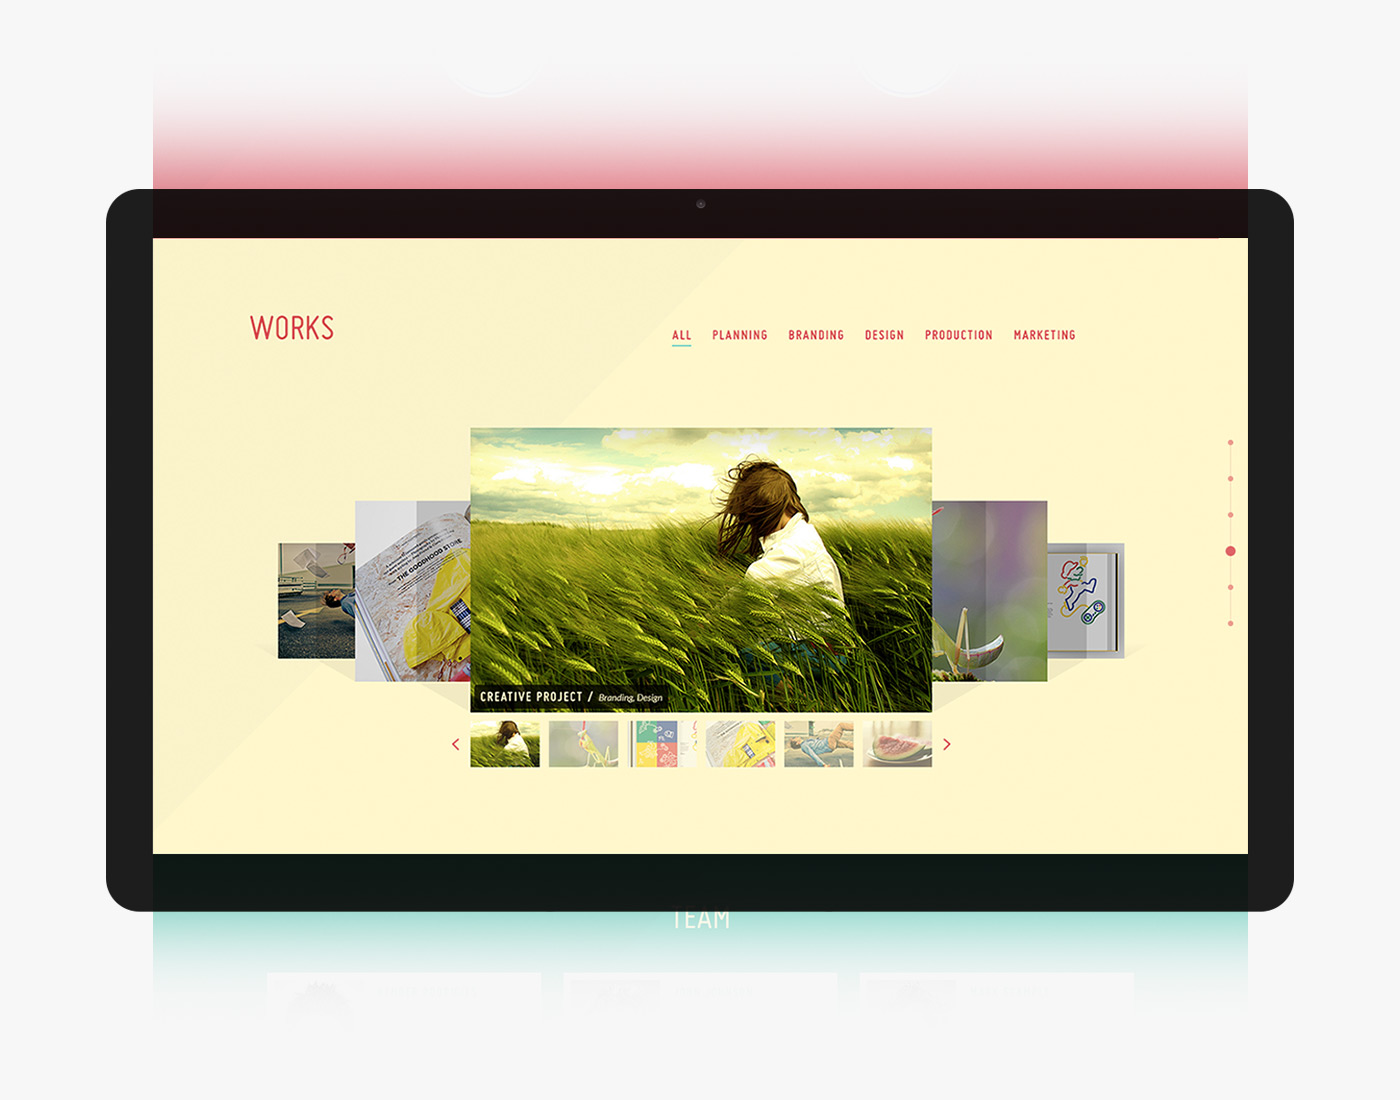 WORKS
ALL PLANNING BRANDING DESIGN PRODUCTION MARKETING
THE GOODHOOD STORE
CREATIVE PROJECT / Branding, Design
TEAM